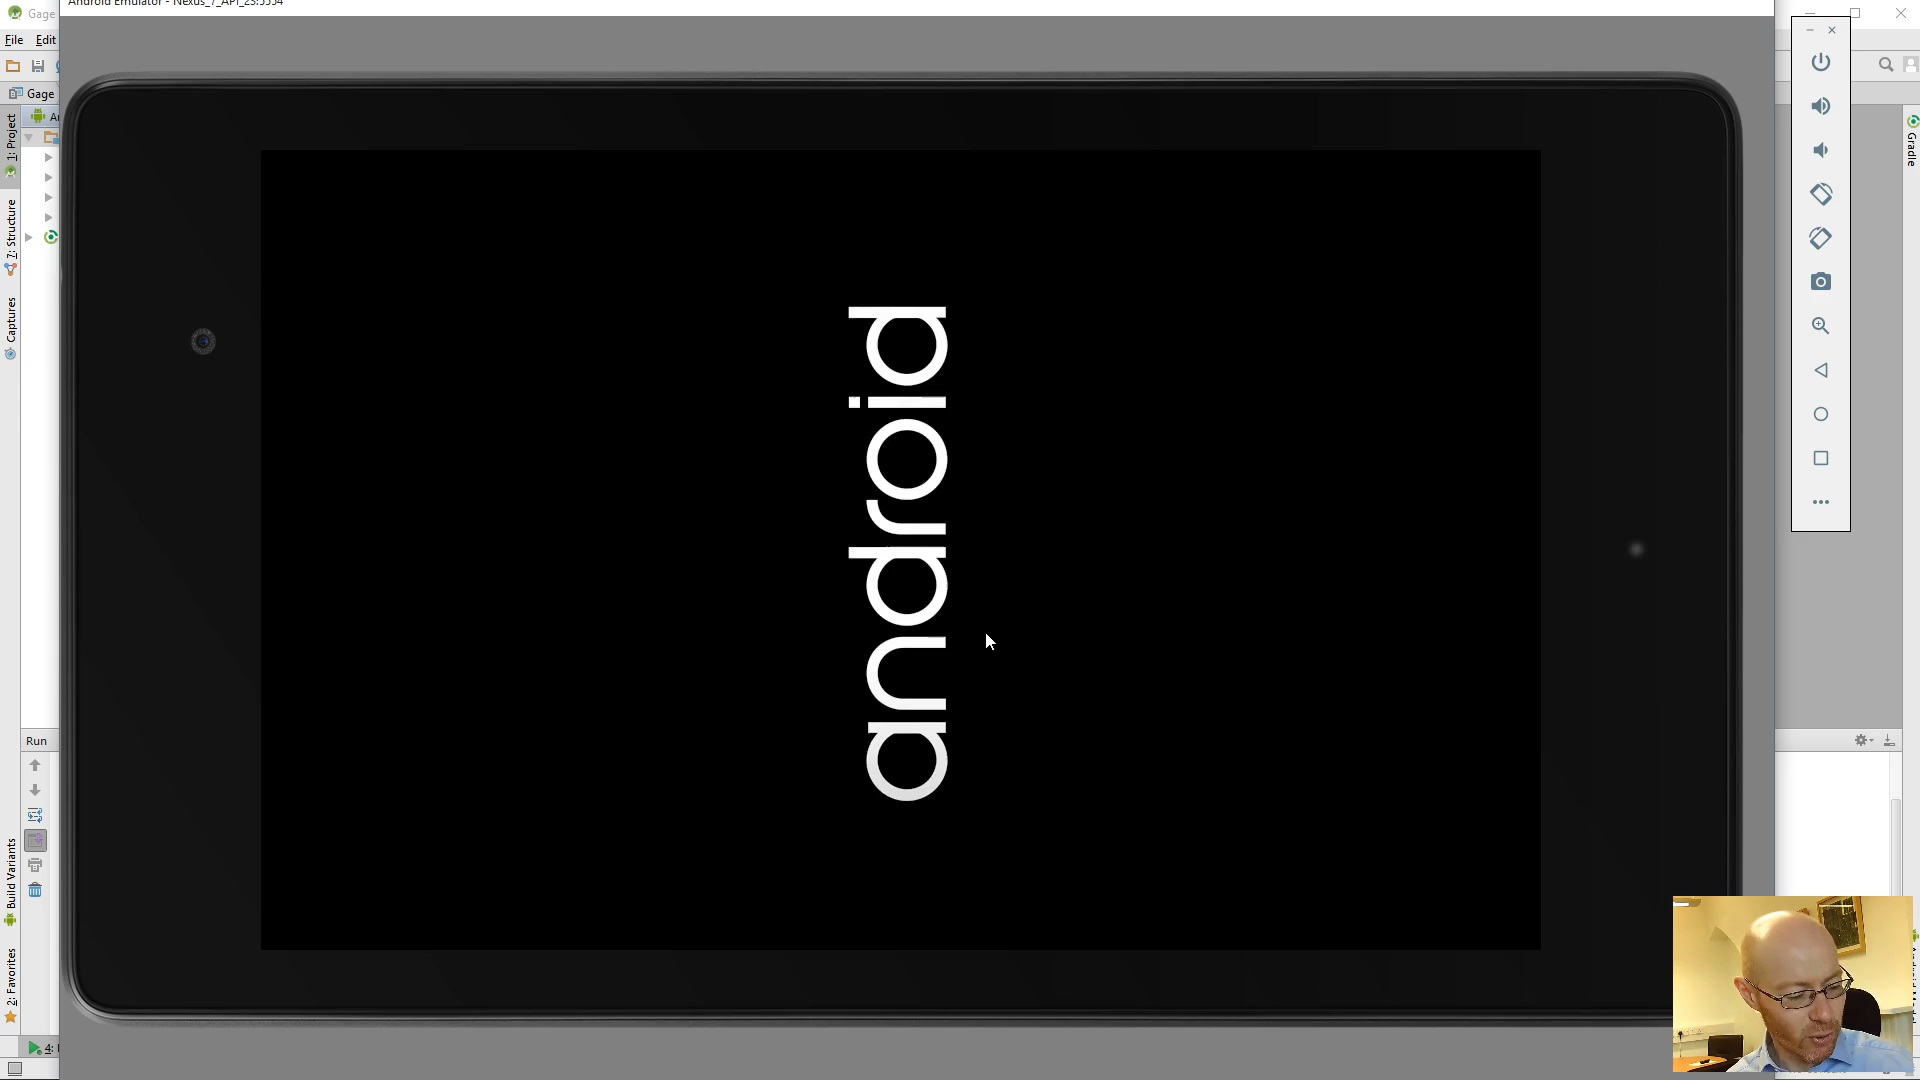 Android Emulator - Nexus_7_API_23:5554
Gage
File Edit
Gage
1: Project
7: Structure
Captures
Gradle
android
Run
Build Variants
2: Favorites
4: